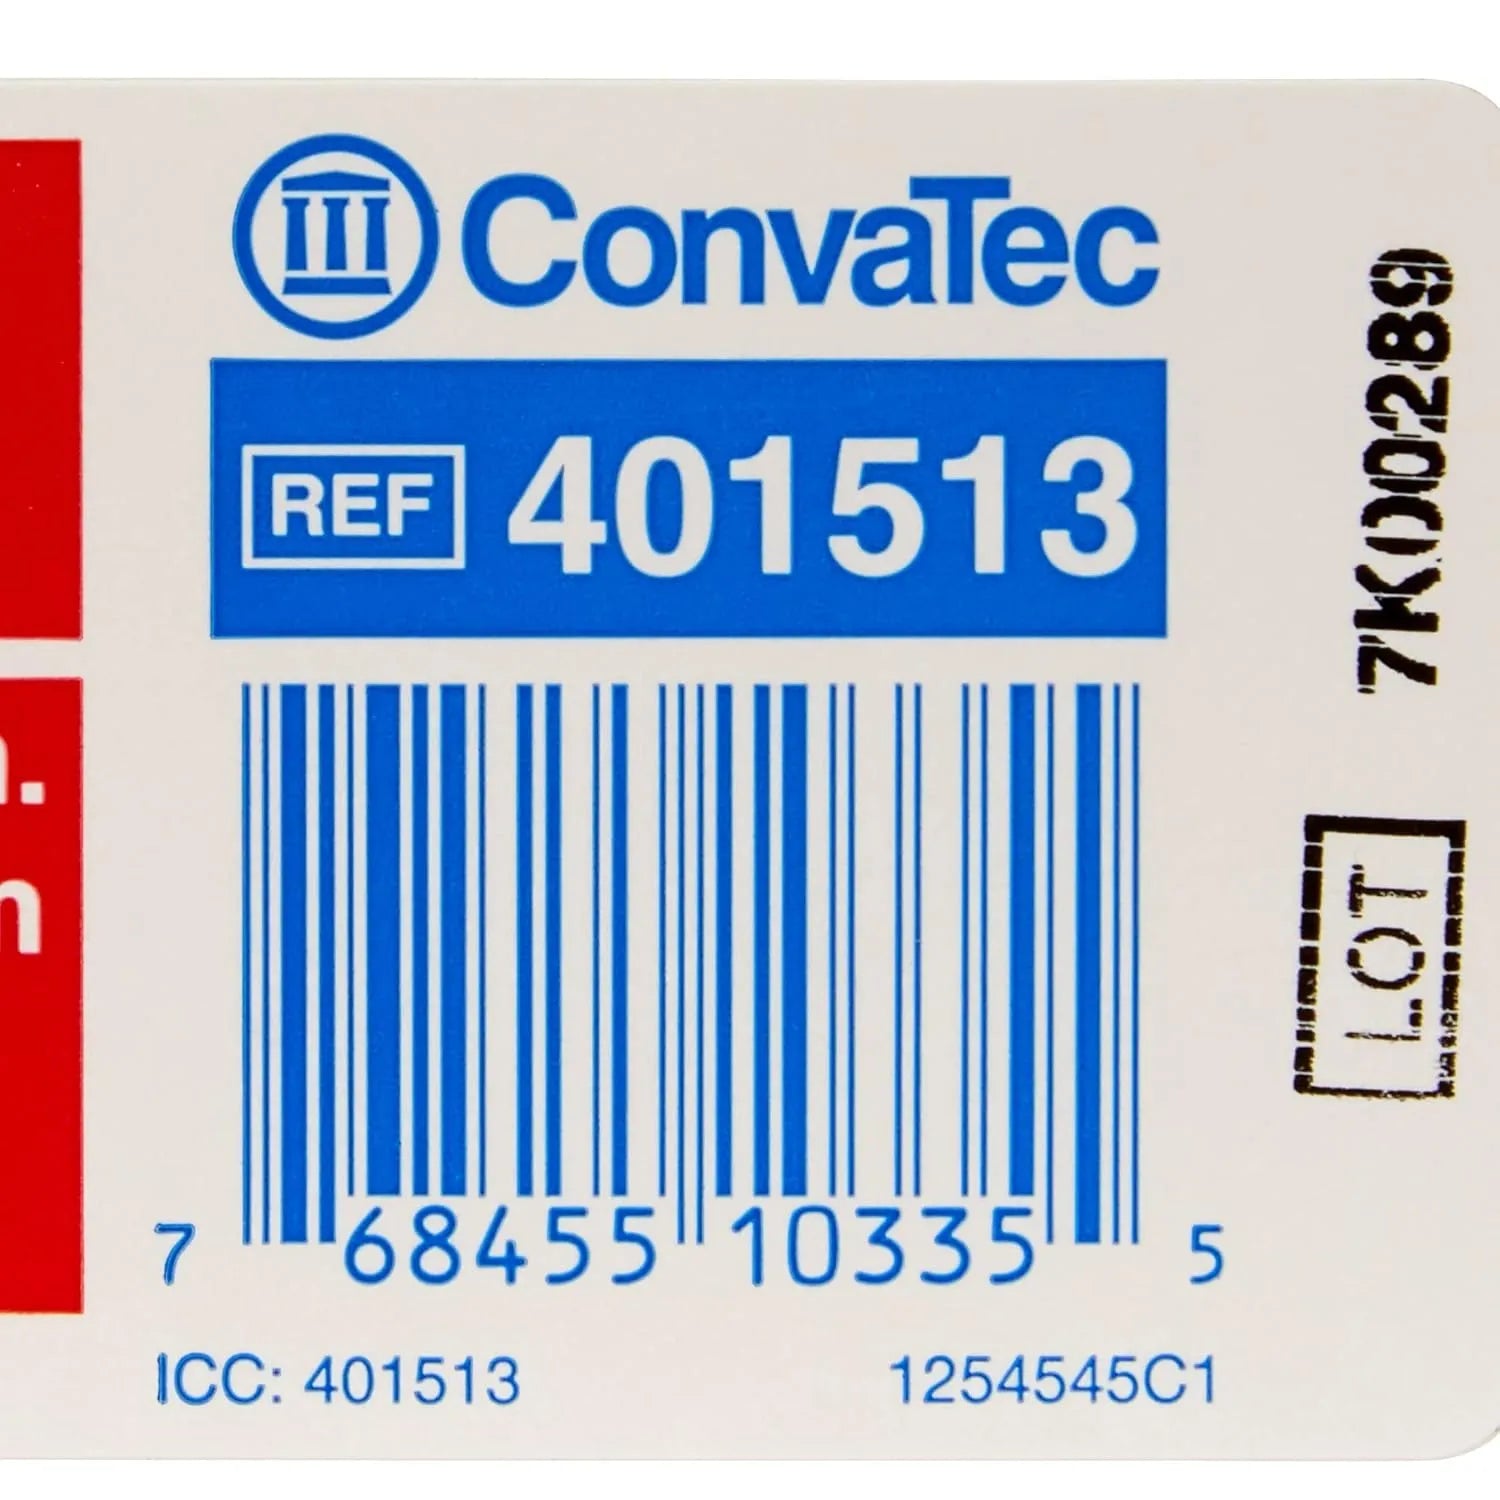 ConvaTec
REF 401513
7 68455 10335 5
ICC: 401513
1254545C1
LOT 7K00289